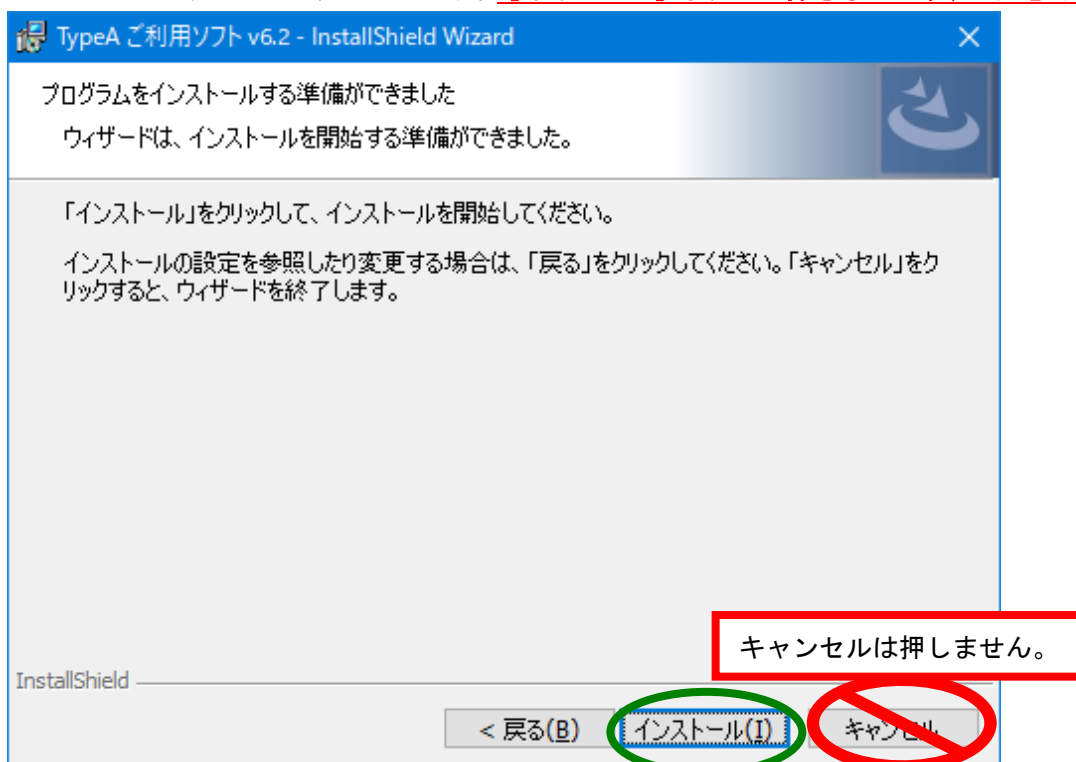 TypeA ご利用ソフト v6.2 - InstallShield Wizard
プログラムをインストールする準備ができました
ウィザードは、インストールを開始する準備ができました。
「インストール」をクリックして、インストールを開始してください。
インストールの設定を参照したり変更する場合は、「戻る」をクリックしてください。「キャンセル」をク
リックすると、ウィザードを終了します。
キャンセルは押しません。
InstallShield
< 戻る(B)
インストール(I)
キャンセル